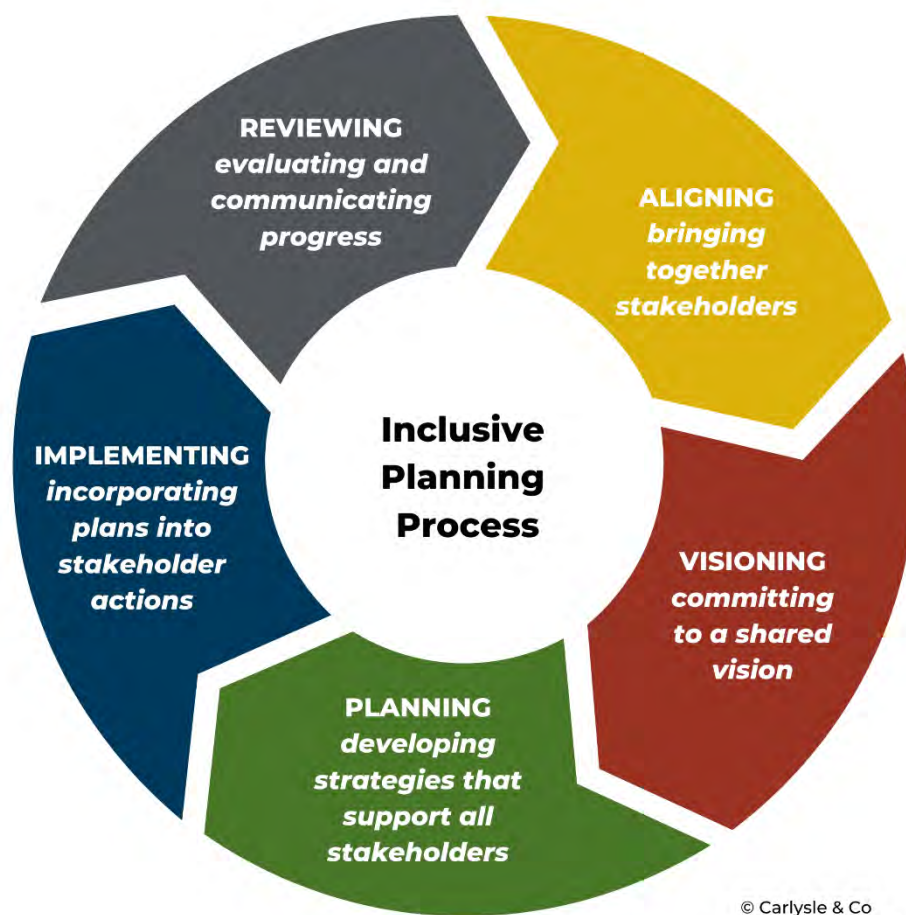 REVIEWING
evaluating and
communicating
progress
ALIGNING
bringing
together
stakeholders
Inclusive
Planning
Process
IMPLEMENTING
incorporating
plans into
stakeholder
actions
VISIONING
committing
to a shared
vision
PLANNING
developing
strategies that
support all
stakeholders
© Carlysle & Co